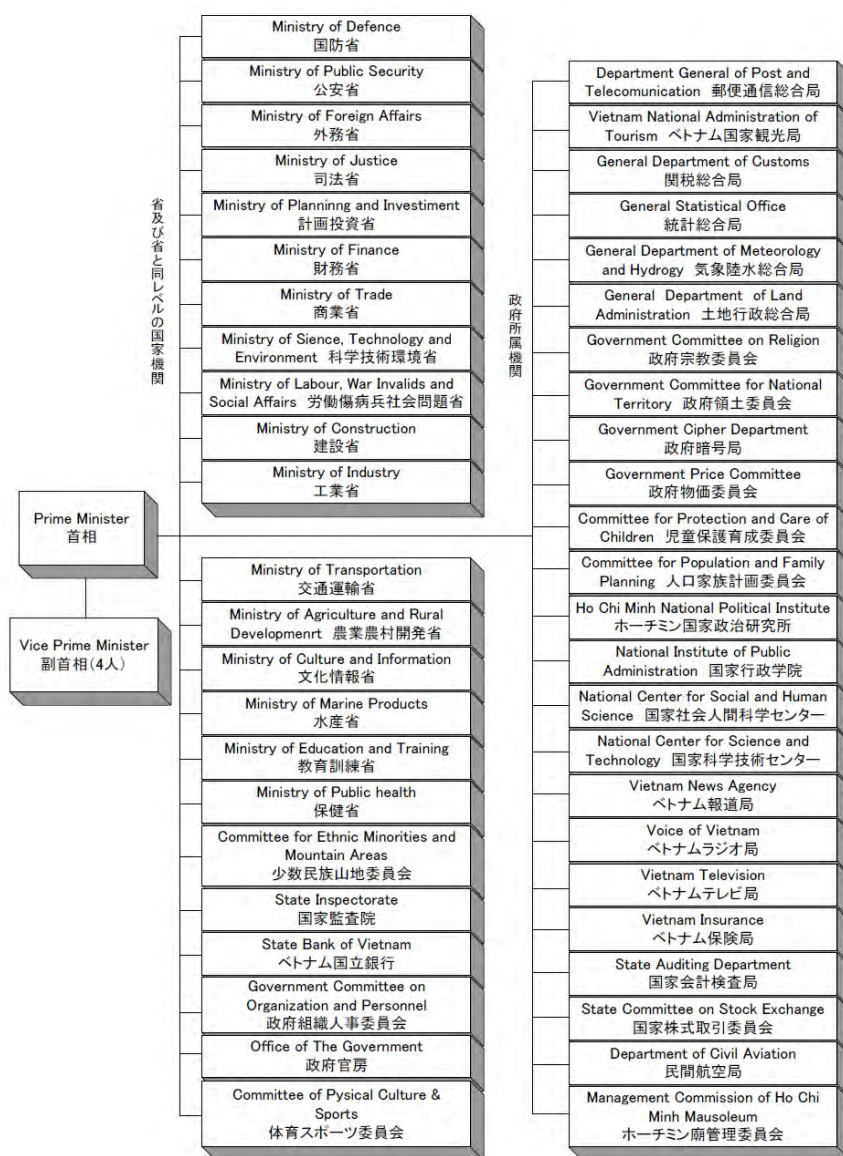 Ministry of Defence
国防省
Ministry of Public Security
公安省
Ministry of Foreign Affairs
外務省
Ministry of Justice
司法省
Ministry of Planninng and Investiment
計画投資省
Ministry of Finance
財務省
Ministry of Trade
商業省
Ministry of Sience, Technology and
Environment 科学技術環境省
Ministry of Labour, War Invalids and
Social Affairs 労働傷病兵社会問題省
Ministry of Construction
建設省
Ministry of Industry
工業省
省及び省と同レベルの国家機関
Prime Minister
首相
Vice Prime Minister
副首相(4人)
Ministry of Transportation
交通運輸省
Ministry of Agriculture and Rural
Developmenrt 農業農村開発省
Ministry of Culture and Information
文化情報省
Ministry of Marine Products
水産省
Ministry of Education and Training
教育訓練省
Ministry of Public health
保健省
Committee for Ethnic Minorities and
Mountain Areas
少数民族山地委員会
State Inspectorate
国家監査院
State Bank of Vietnam
ベトナム国立銀行
Government Committee on
Organization and Personnel
政府組織人事委員会
Office of The Government
政府官房
Committee of Pysical Culture &
Sports
体育スポーツ委員会
政府所属機関
Department General of Post and
Telecomunication 郵便通信総合局
Vietnam National Administration of
Tourism ベトナム国家観光局
General Department of Customs
関税総合局
General Statistical Office
統計総合局
General Department of Meteorology
and Hydrogy 気象陸水総合局
General Department of Land
Administration 土地行政総合局
Government Committee on Religion
政府宗教委員会
Government Committee for National
Territory 政府領土委員会
Government Cipher Department
政府暗号局
Government Price Committee
政府物価委員会
Committee for Protection and Care of
Children 児童保護育成委員会
Committee for Population and Family
Planning 人口家族計画委員会
Ho Chi Minh National Political Institute
ホーチミン国家政治研究所
National Institute of Public
Administration 国家行政学院
National Center for Social and Human
Science 国家社会人間科学センター
National Center for Science and
Technology 国家科学技術センター
Vietnam News Agency
ベトナム報道局
Voice of Vietnam
ベトナムラジオ局
Vietnam Television
ベトナムテレビ局
Vietnam Insurance
ベトナム保険局
State Auditing Department
国家会計検査局
State Committee on Stock Exchange
国家株式取引委員会
Department of Civil Aviation
民間航空局
Management Commission of Ho Chi
Minh Mausoleum
ホーチミン廟管理委員会